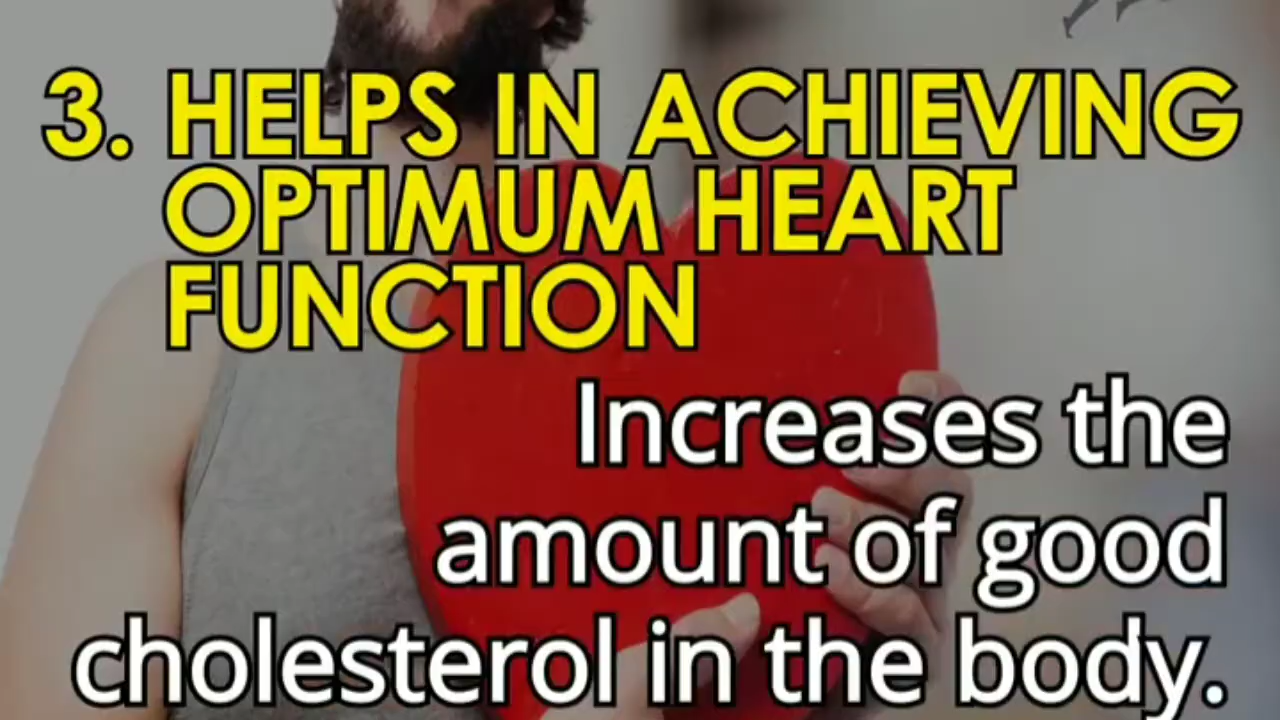 3. HELPS IN ACHIEVING
OPTIMUM HEART
FUNCTION
Increases the
amount of good
cholesterol in the body.